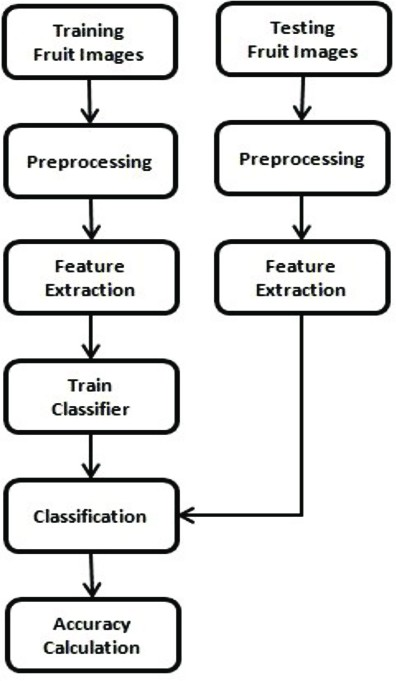 Training
Fruit Images
Testing
Fruit Images
Preprocessing
Preprocessing
Feature
Extraction
Feature
Extraction
Train
Classifier
Classification
Accuracy
Calculation